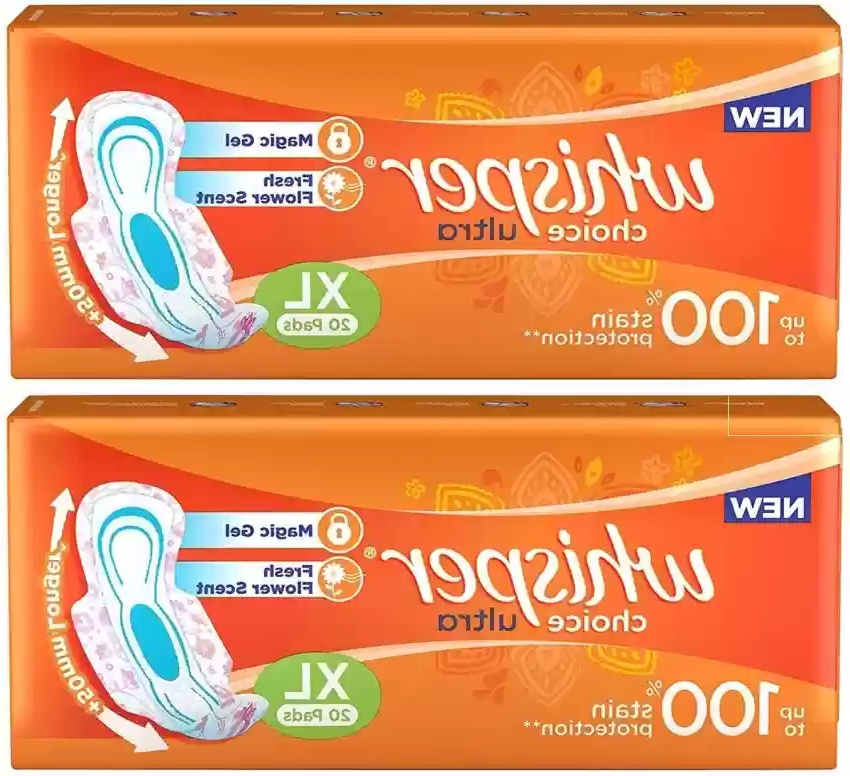 NEW
whisper®
choice ultra
up to 100% stain protection**
Magic Gel
Fresh
Flower Scent
XL
20 Pads
+50mm Longer~
NEW
whisper®
choice ultra
up to 100% stain protection**
Magic Gel
Fresh
Flower Scent
XL
20 Pads
+50mm Longer~